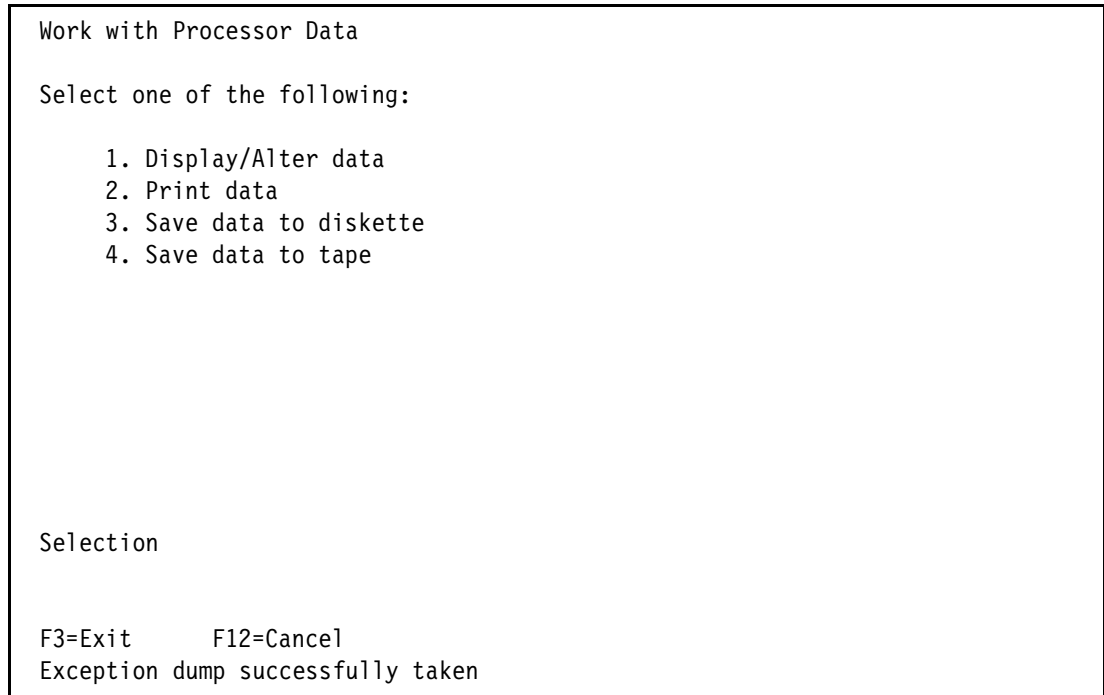 Work with Processor Data
Select one of the following:
1. Display/Alter data
2. Print data
3. Save data to diskette
4. Save data to tape
Selection
F3=Exit F12=Cancel
Exception dump successfully taken